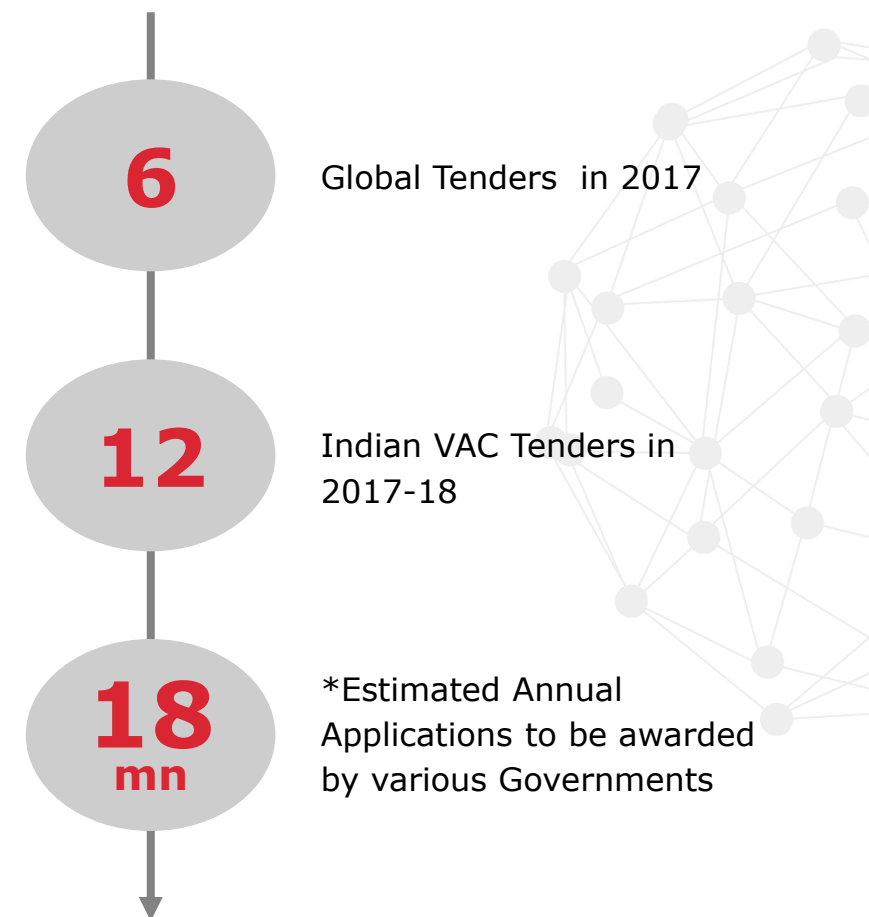 6
Global Tenders  in 2017
12
Indian VAC Tenders in
2017-18
18
mn
*Estimated Annual
Applications to be awarded
by various Governments